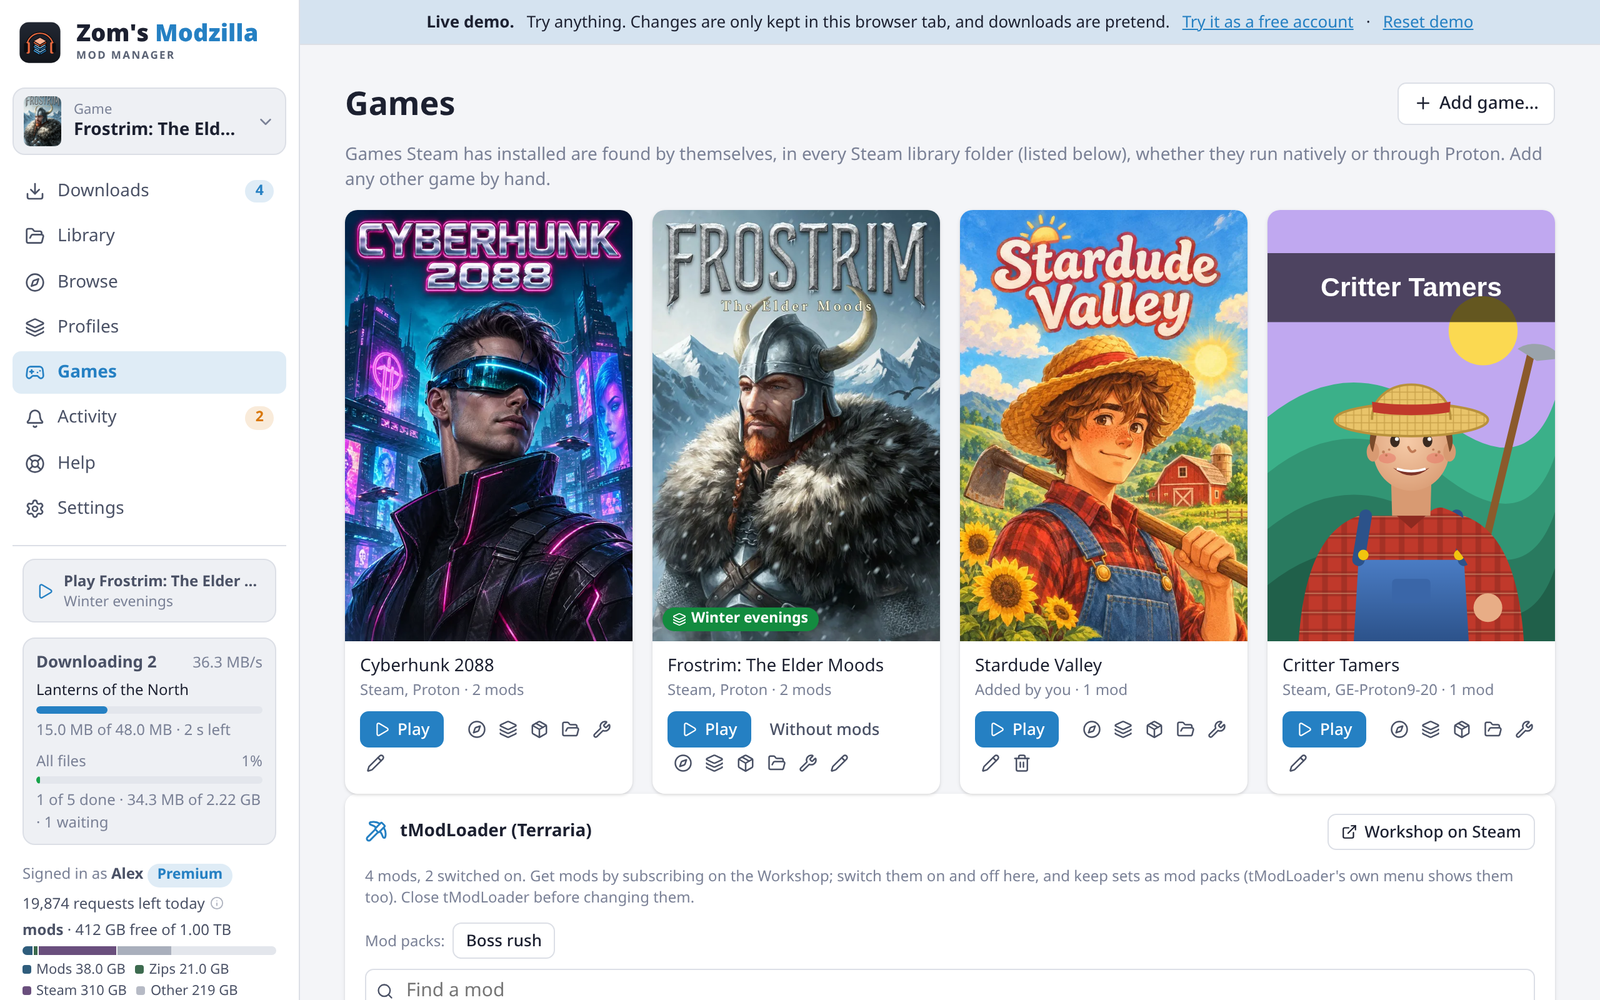 Zom's Modzilla
MOD MANAGER
Game
Frostrim: The Eld...
Downloads 4
Library
Browse
Profiles
Games
Activity 2
Help
Settings
Play Frostrim: The Elder ...
Winter evenings
Downloading 2 36.3 MB/s
Lanterns of the North
15.0 MB of 48.0 MB · 2 s left
All files 1%
1 of 5 done · 34.3 MB of 2.22 GB
· 1 waiting
Signed in as Alex Premium
19,874 requests left today
mods · 412 GB free of 1.00 TB
Mods 38.0 GB Zips 21.0 GB
Steam 310 GB Other 219 GB
Live demo. Try anything. Changes are only kept in this browser tab, and downloads are pretend. Try it as a free account · Reset demo
Games
Add game...
Games Steam has installed are found by themselves, in every Steam library folder (listed below), whether they run natively or through Proton. Add
any other game by hand.
CYBERHUNK
2088
Cyberhunk 2088
Steam, Proton · 2 mods
Play
FROSTRIM
The Elder Moods
Winter evenings
Frostrim: The Elder Moods
Steam, Proton · 2 mods
Play Without mods
Stardude
Valley
Stardude Valley
Added by you · 1 mod
Play
Critter Tamers
Critter Tamers
Steam, GE-Proton9-20 · 1 mod
Play
tModLoader (Terraria)
Workshop on Steam
4 mods, 2 switched on. Get mods by subscribing on the Workshop; switch them on and off here, and keep sets as mod packs (tModLoader's own menu shows them
too). Close tModLoader before changing them.
Mod packs: Boss rush
Find a mod